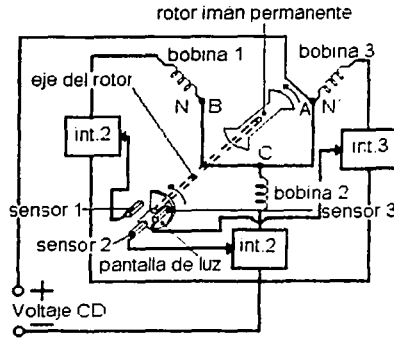 rotor imán permanente
bobina 1
bobina 3
eje del rotor
N B
A N'
int.2
int.3
C
bobina 2
sensor 1
sensor 3
sensor 2
int.2
pantalla de luz
+
Voltaje CD
−